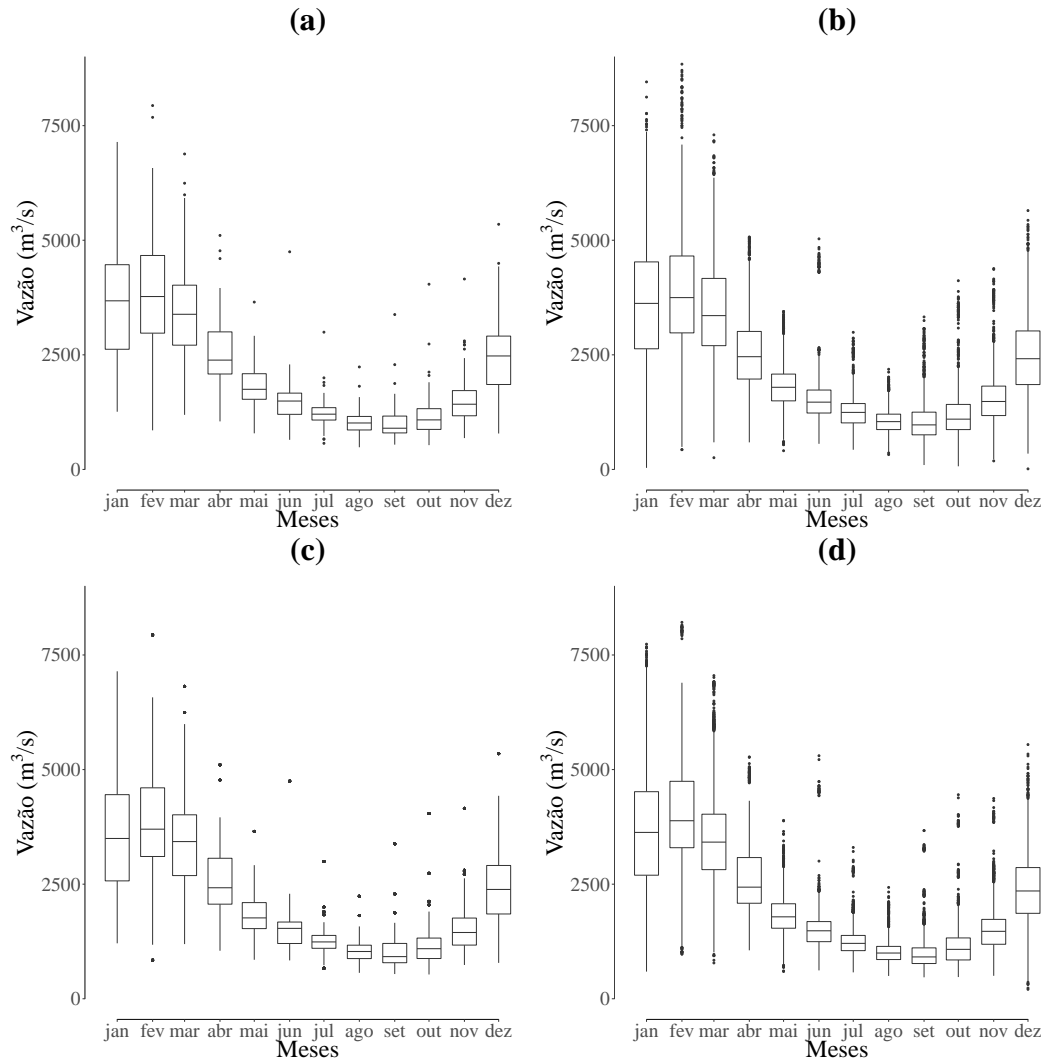 (a)
Vazão (m³/s)
7500
5000
2500
0
jan fev mar abr mai jun jul ago set out nov dez
Meses
(b)
Vazão (m³/s)
7500
5000
2500
0
jan fev mar abr mai jun jul ago set out nov dez
Meses
(c)
Vazão (m³/s)
7500
5000
2500
0
jan fev mar abr mai jun jul ago set out nov dez
Meses
(d)
Vazão (m³/s)
7500
5000
2500
0
jan fev mar abr mai jun jul ago set out nov dez
Meses